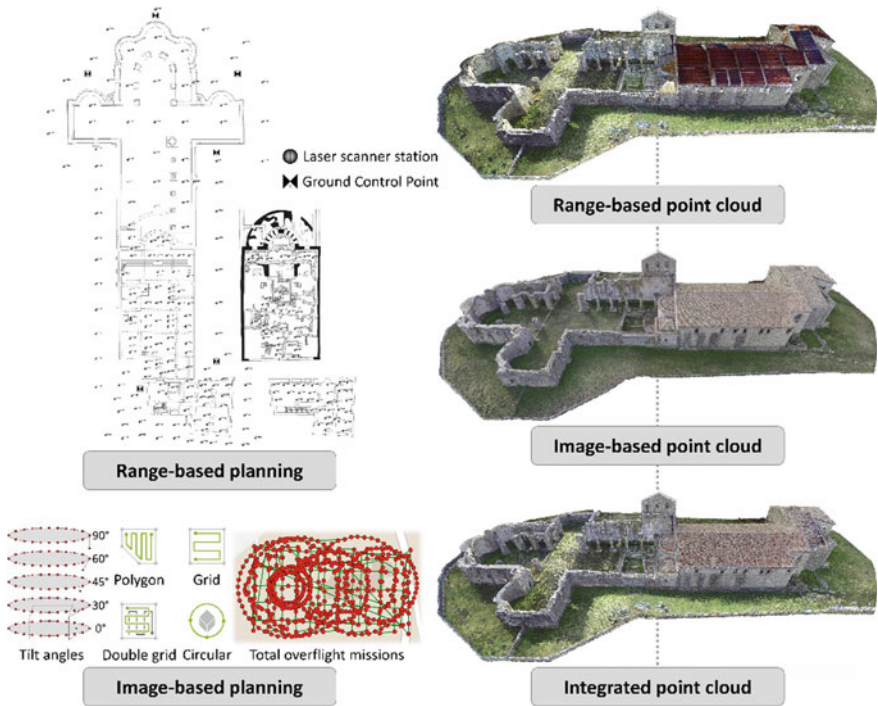 Laser scanner station
Ground Control Point
Range-based planning
90°
60°
45°
30°
0°
Tilt angles
Polygon
Grid
Double grid
Circular
Total overflight missions
Image-based planning
Range-based point cloud
Image-based point cloud
Integrated point cloud